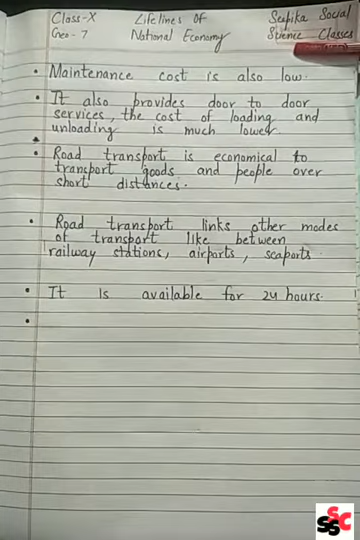 Class-X Lifelines Of Seepika Social
Geo-7 National Economy Science Classes
• Maintenance cost is also low.
• It also provides door to door
services, the cost of loading and
unloading is much lower.
• Road transport is economical to
transport goods and people over
short distances.
• Road transport links other modes
of transport like between
railway stations, airports, seaports.
• It is available for 24 hours.
•
SSC